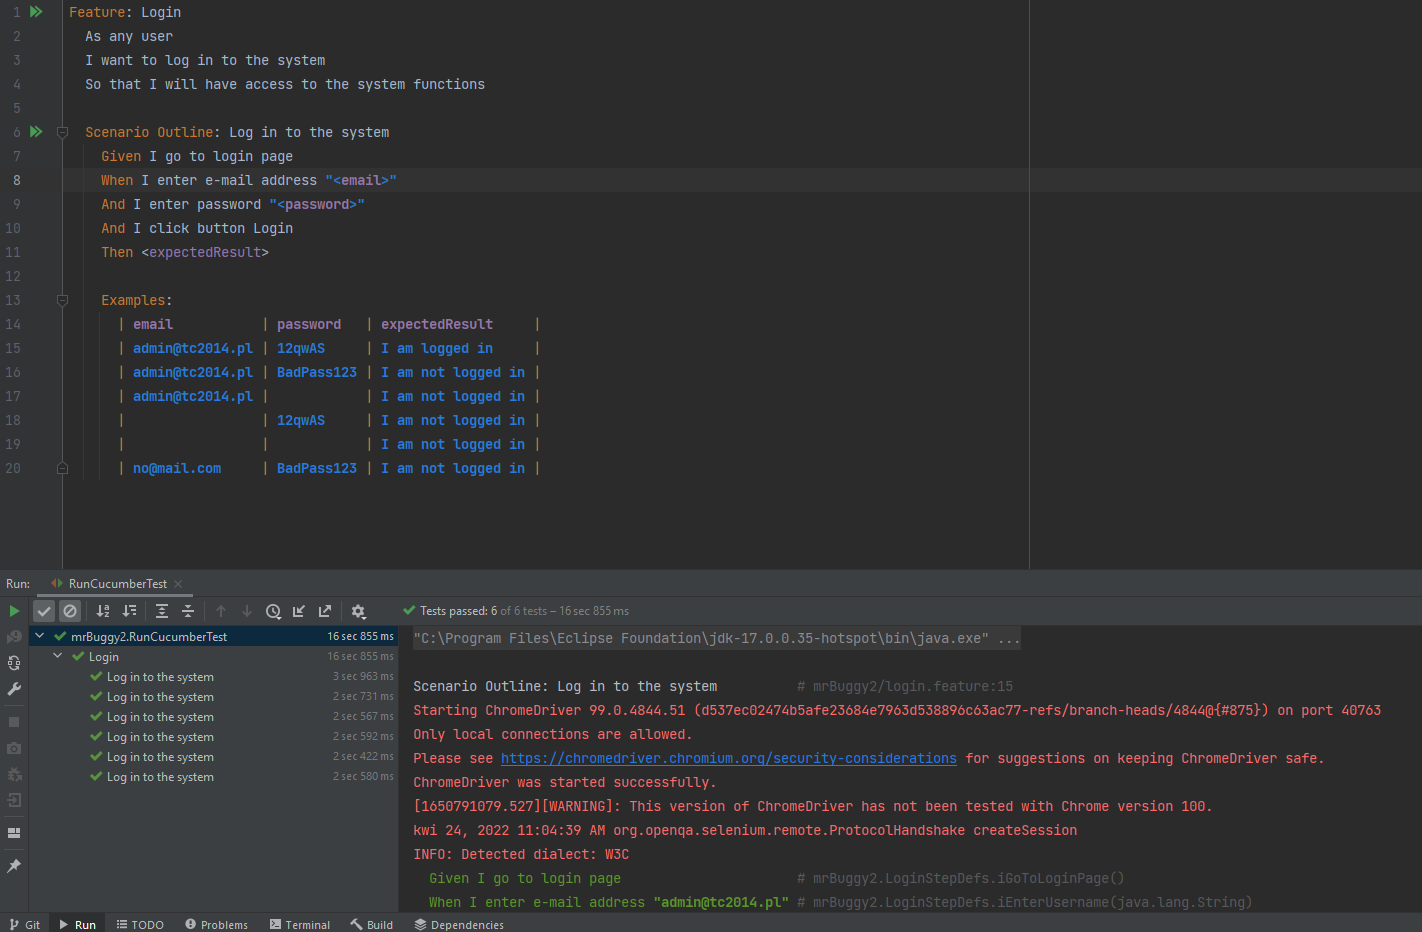 1 Feature: Login
2 As any user
3 I want to log in to the system
4 So that I will have access to the system functions
5
6 Scenario Outline: Log in to the system
7 Given I go to login page
8 When I enter e-mail address "<email>"
9 And I enter password "<password>"
10 And I click button Login
11 Then <expectedResult>
12
13 Examples:
14 | email | password | expectedResult |
15 | admin@tc2014.pl | 12qwAS | I am logged in |
16 | admin@tc2014.pl | BadPass123 | I am not logged in |
17 | admin@tc2014.pl | | I am not logged in |
18 | | 12qwAS | I am not logged in |
19 | | | I am not logged in |
20 | no@mail.com | BadPass123 | I am not logged in |
Run: RunCucumberTest
Tests passed: 6 of 6 tests – 16 sec 855 ms
mrBuggy2.RunCucumberTest 16 sec 855 ms
Login 16 sec 855 ms
Log in to the system 3 sec 963 ms
Log in to the system 2 sec 731 ms
Log in to the system 2 sec 567 ms
Log in to the system 2 sec 592 ms
Log in to the system 2 sec 422 ms
Log in to the system 2 sec 580 ms
"C:\Program Files\Eclipse Foundation\jdk-17.0.0.35-hotspot\bin\java.exe" ...
Scenario Outline: Log in to the system # mrBuggy2/login.feature:15
Starting ChromeDriver 99.0.4844.51 (d537ec02474b5afe23684e7963d538896c63ac77-refs/branch-heads/4844@{#875}) on port 40763
Only local connections are allowed.
Please see https://chromedriver.chromium.org/security-considerations for suggestions on keeping ChromeDriver safe.
ChromeDriver was started successfully.
[1650791079.527][WARNING]: This version of ChromeDriver has not been tested with Chrome version 100.
kwi 24, 2022 11:04:39 AM org.openqa.selenium.remote.ProtocolHandshake createSession
INFO: Detected dialect: W3C
Given I go to login page # mrBuggy2.LoginStepDefs.iGoToLoginPage()
When I enter e-mail address "admin@tc2014.pl" # mrBuggy2.LoginStepDefs.iEnterUsername(java.lang.String)
Git Run TODO Problems Terminal Build Dependencies